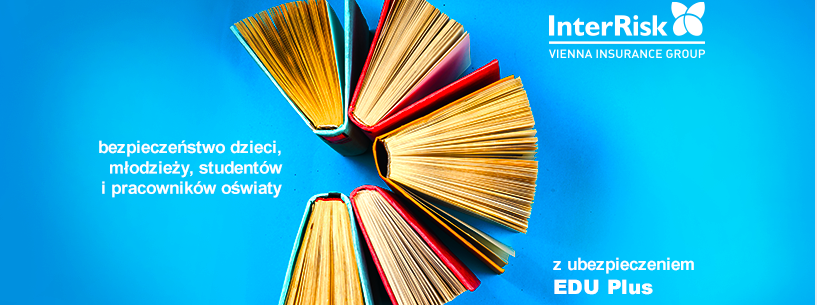 InterRisk
VIENNA INSURANCE GROUP
bezpieczeństwo dzieci,
młodzieży, studentów
i pracowników oświaty
z ubezpieczeniem
EDU Plus